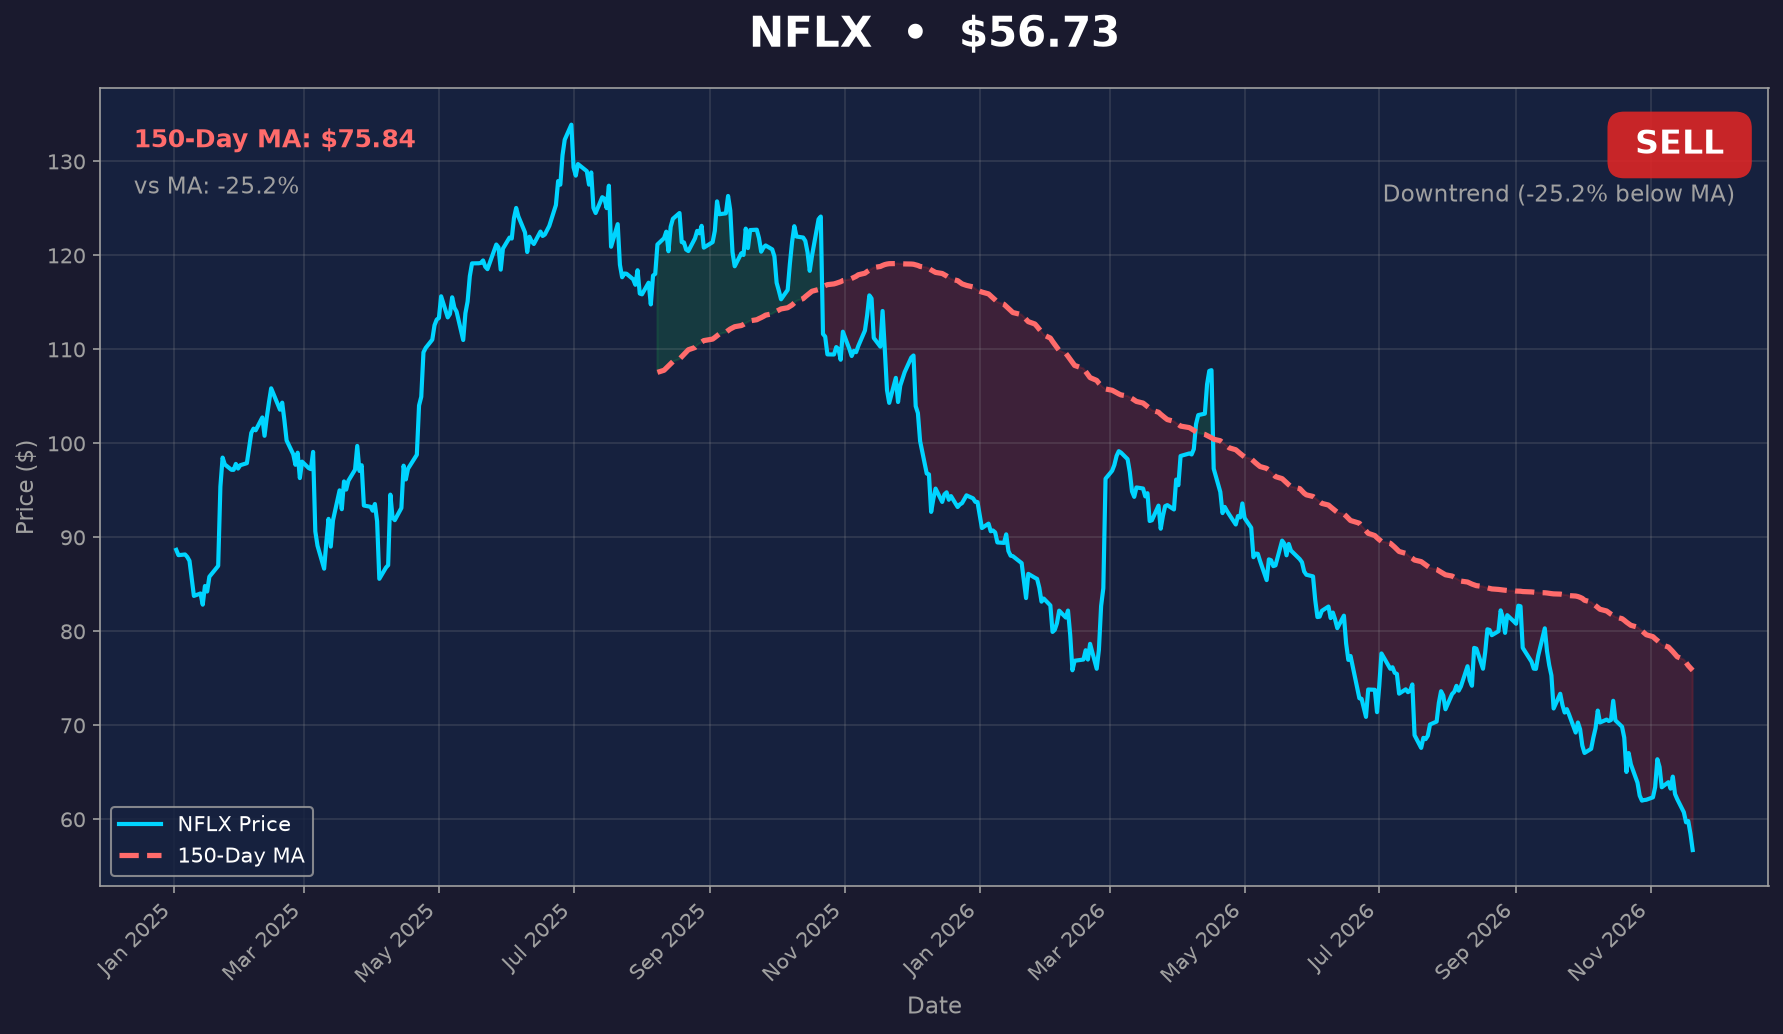 NFLX • $56.73
150-Day MA: $75.84
vs MA: -25.2%
SELL
Downtrend (-25.2% below MA)
Price ($)
130
120
110
100
90
80
70
60
NFLX Price
150-Day MA
Jan 2025
Mar 2025
May 2025
Jul 2025
Sep 2025
Nov 2025
Jan 2026
Mar 2026
May 2026
Jul 2026
Sep 2026
Nov 2026
Date